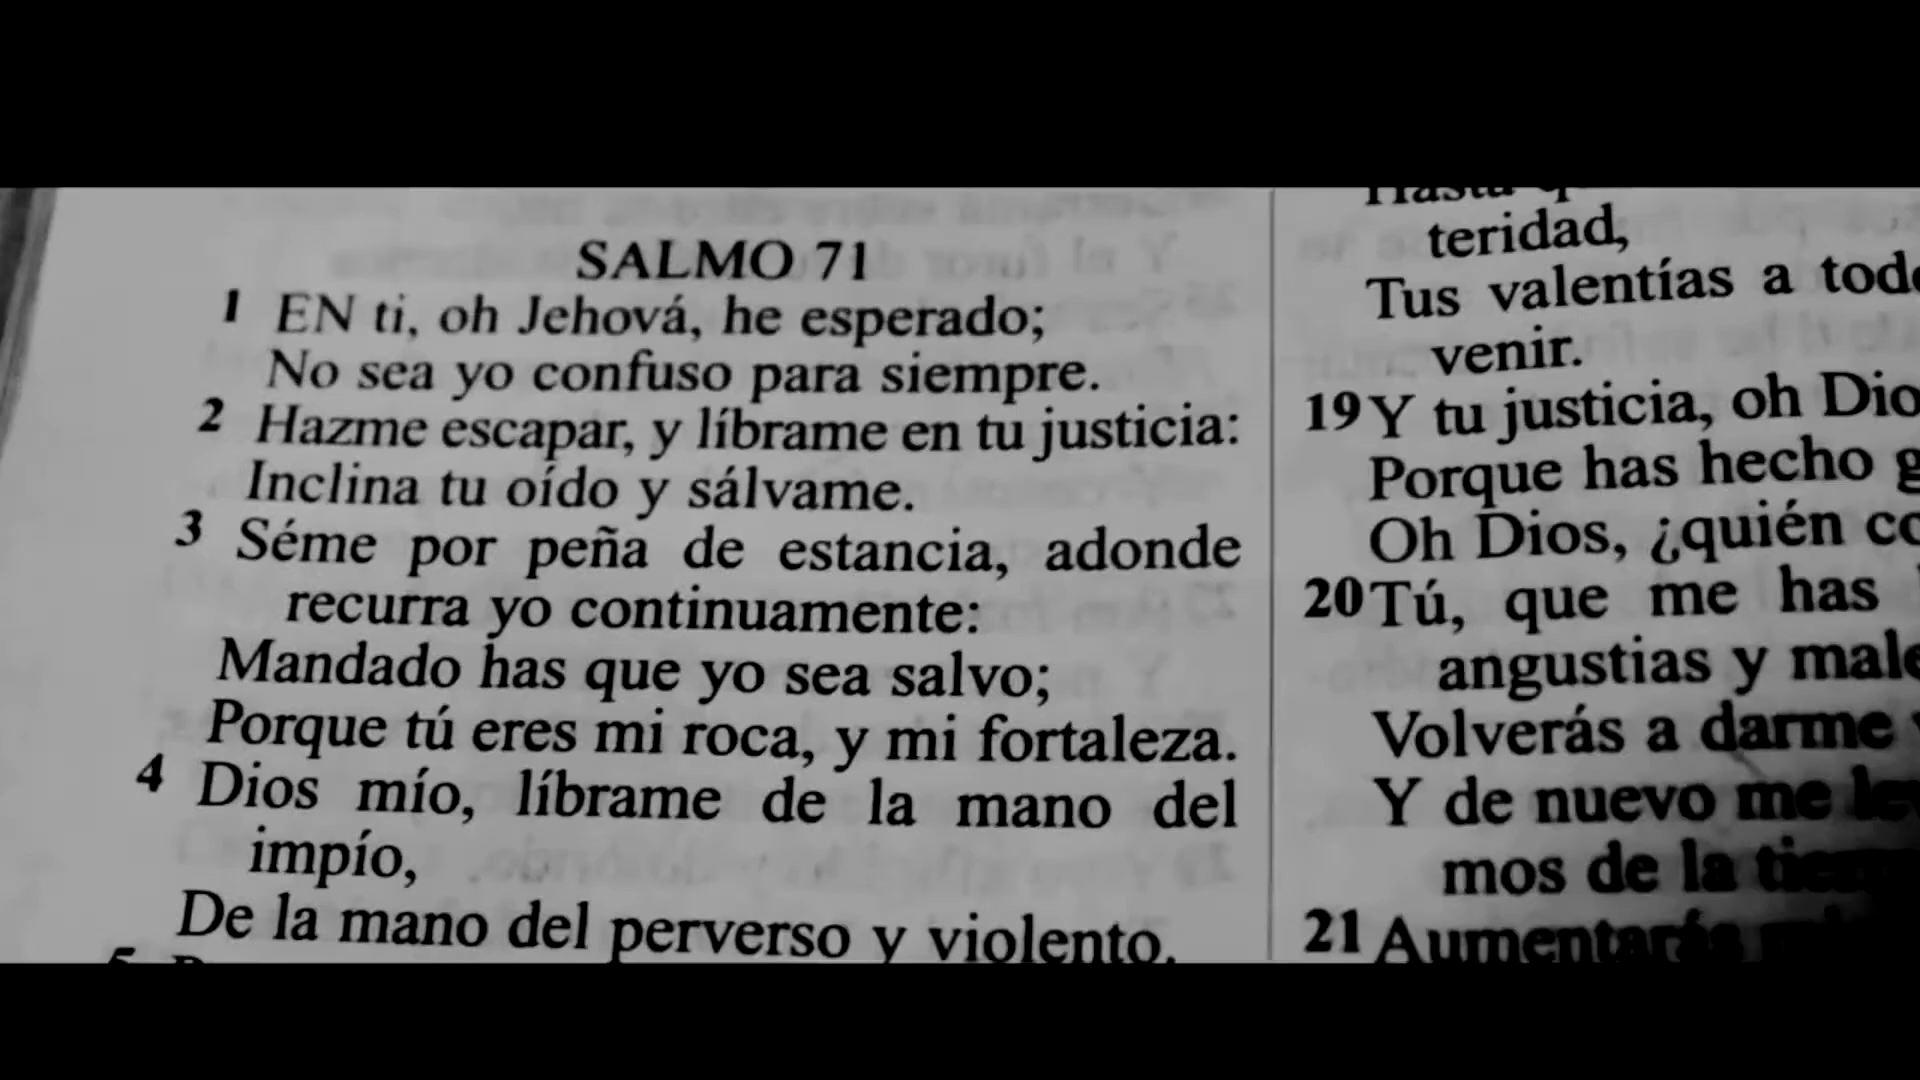 SALMO 71
1 EN ti, oh Jehová, he esperado;
No sea yo confuso para siempre.
2 Hazme escapar, y líbrame en tu justicia:
Inclina tu oído y sálvame.
3 Séme por peña de estancia, adonde
recurra yo continuamente:
Mandado has que yo sea salvo;
Porque tú eres mi roca, y mi fortaleza.
4 Dios mío, líbrame de la mano del
impío,
De la mano del perverso y violento.
teridad,
Tus valentías a
venir.
19 Y tu justicia, oh
Porque has hecho
Oh Dios, ¿quién
20 Tú, que me has
angustias y
Volverás a darme
Y de nuevo me
mos de la
21 Aumentarás